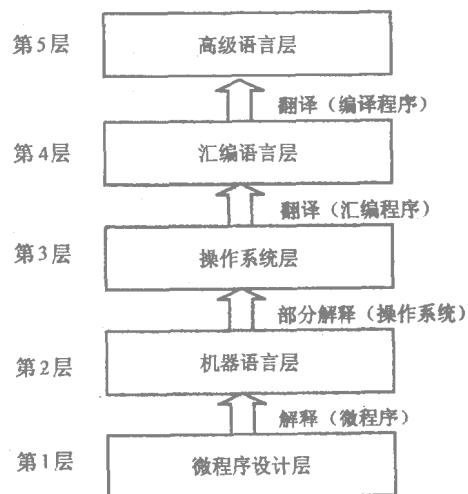 第5层 高级语言层
翻译（编译程序）
第4层 汇编语言层
翻译（汇编程序）
第3层 操作系统层
部分解释（操作系统）
第2层 机器语言层
解释（微程序）
第1层 微程序设计层